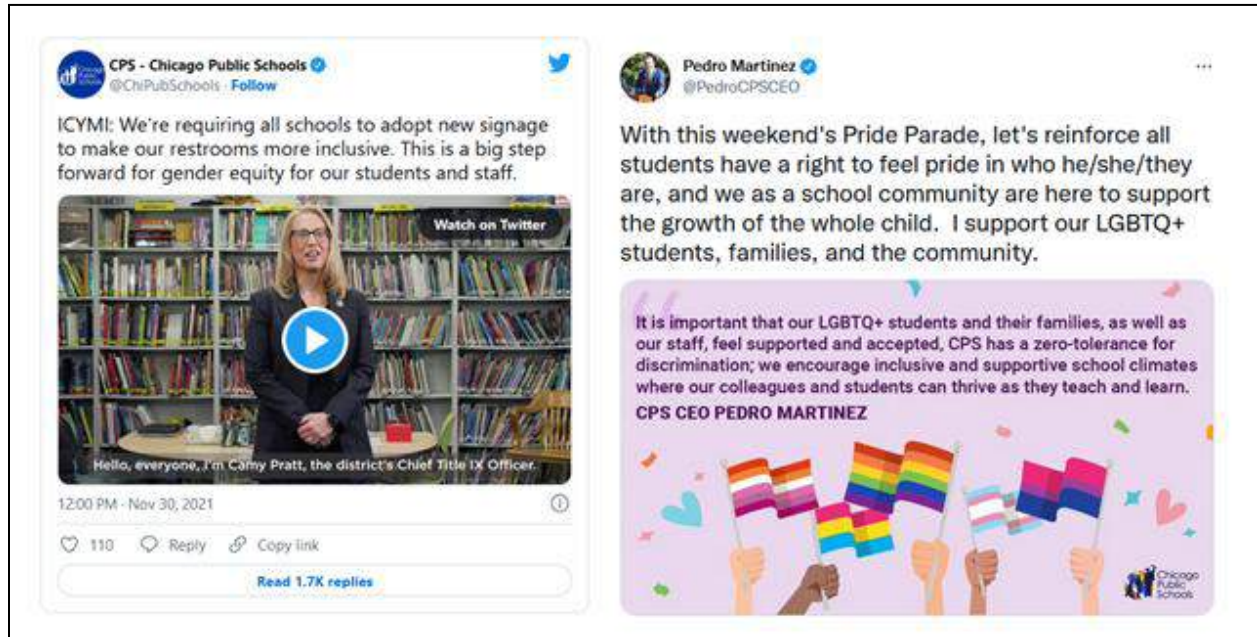 CPS - Chicago Public Schools
@ChiPubSchools · Follow
ICYMI: We're requiring all schools to adopt new signage
to make our restrooms more inclusive. This is a big step
forward for gender equity for our students and staff.
Watch on Twitter
Hello, everyone, I'm Camy Pratt, the district's Chief Title IX Officer.
12:00 PM · Nov 30, 2021
110 Reply Copy link
Read 1.7K replies
Pedro Martinez
@PedroCPSCEO
With this weekend's Pride Parade, let's reinforce all
students have a right to feel pride in who he/she/they
are, and we as a school community are here to support
the growth of the whole child. I support our LGBTQ+
students, families, and the community.
It is important that our LGBTQ+ students and their families, as well as
our staff, feel supported and accepted, CPS has a zero-tolerance for
discrimination; we encourage inclusive and supportive school climates
where our colleagues and students can thrive as they teach and learn.
CPS CEO PEDRO MARTINEZ
Chicago
Public
Schools